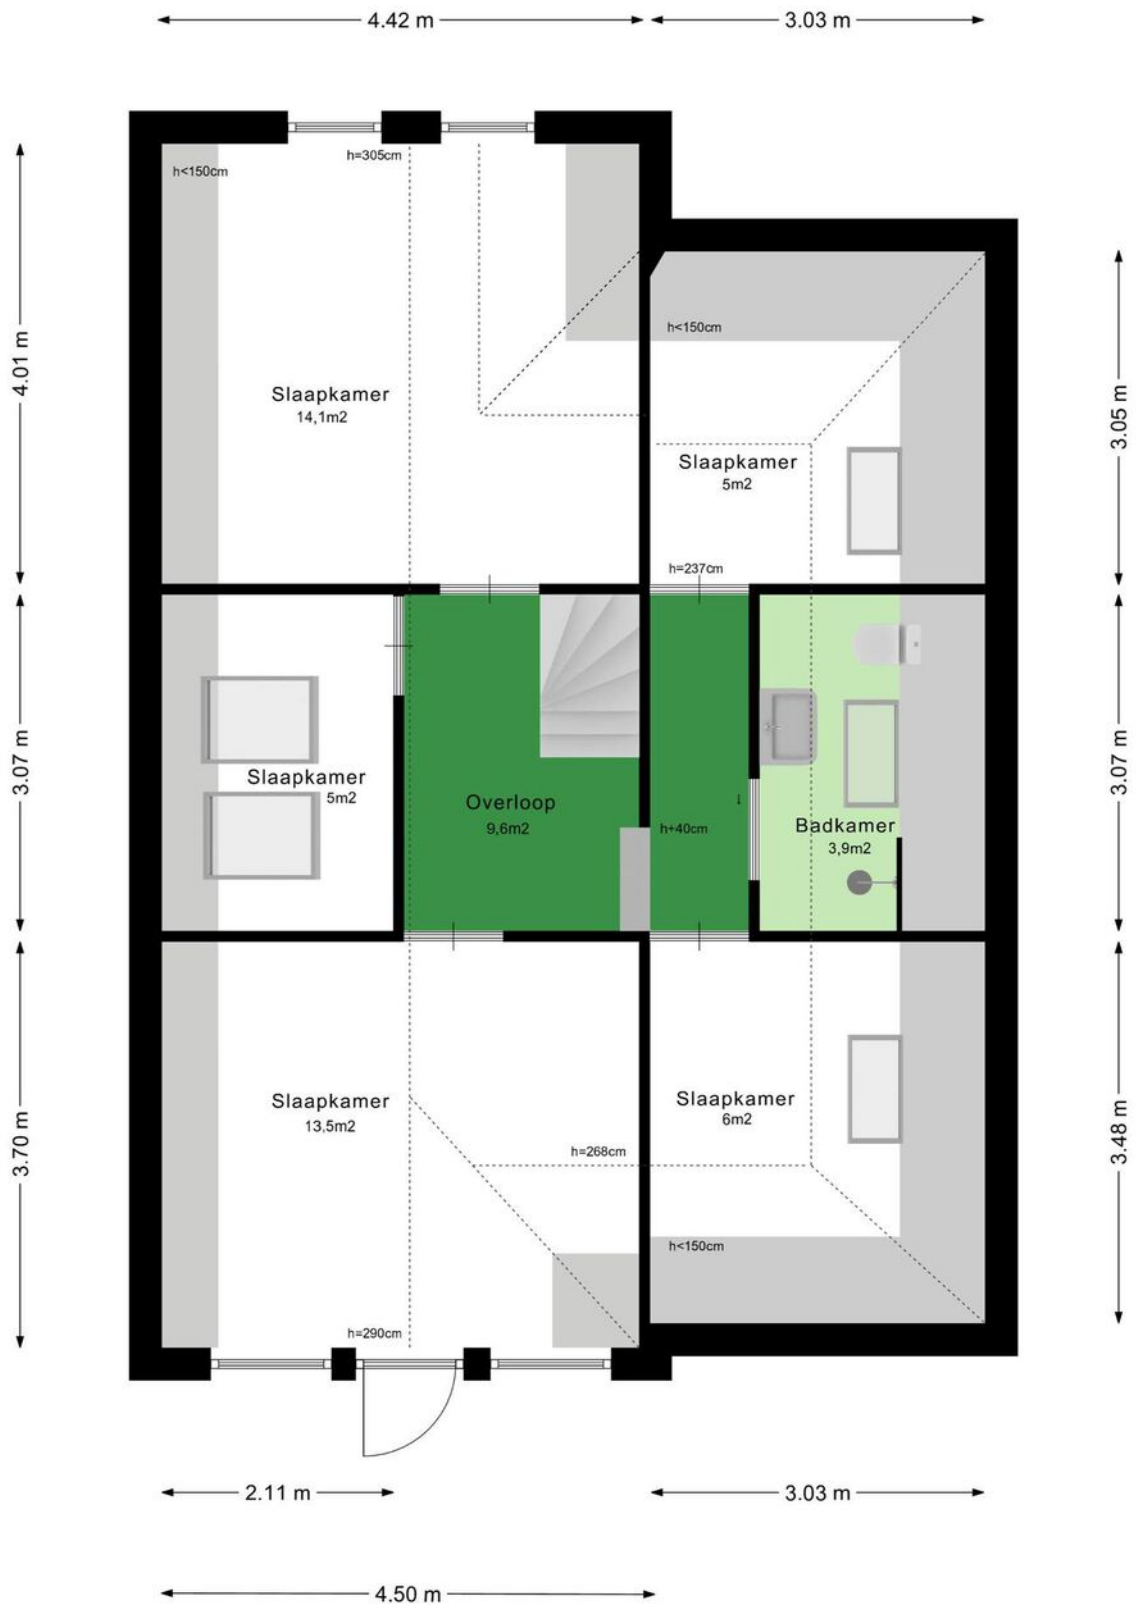 4.42 m
3.03 m
h=305cm
h<150cm
4.01 m
h<150cm
Slaapkamer
14,1m2
3.05 m
Slaapkamer
5m2
h=237cm
3.07 m
Slaapkamer
5m2
Overloop
9,6m2
h+40cm
Badkamer
3,9m2
3.07 m
Slaapkamer
13,5m2
Slaapkamer
6m2
3.70 m
h=268cm
3.48 m
h<150cm
h=290cm
2.11 m
3.03 m
4.50 m